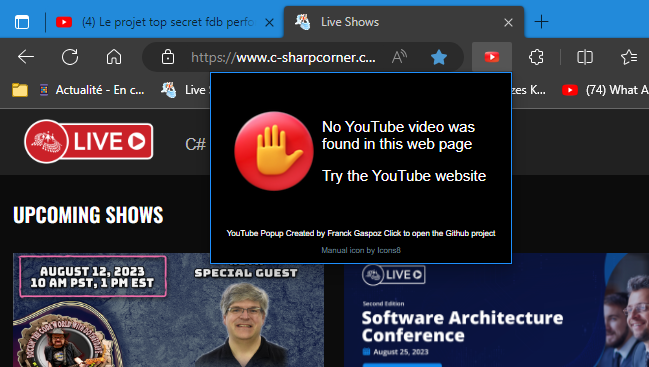 (4) Le projet top secret fdb perfo
Live Shows
https://www.c-sharpcorner.c...
Actualité - En c...
Live S
zes K...
(74) What A
LIVE
C#
No YouTube video was
found in this web page
Try the YouTube website
YouTube Popup Created by Franck Gaspoz Click to open the Github project
Manual icon by Icons8
UPCOMING SHOWS
AUGUST 12, 2023
10 AM PST, 1 PM EST
SPECIAL GUEST
LIVE
Second Edition
Software Architecture
Conference
August 25, 2023